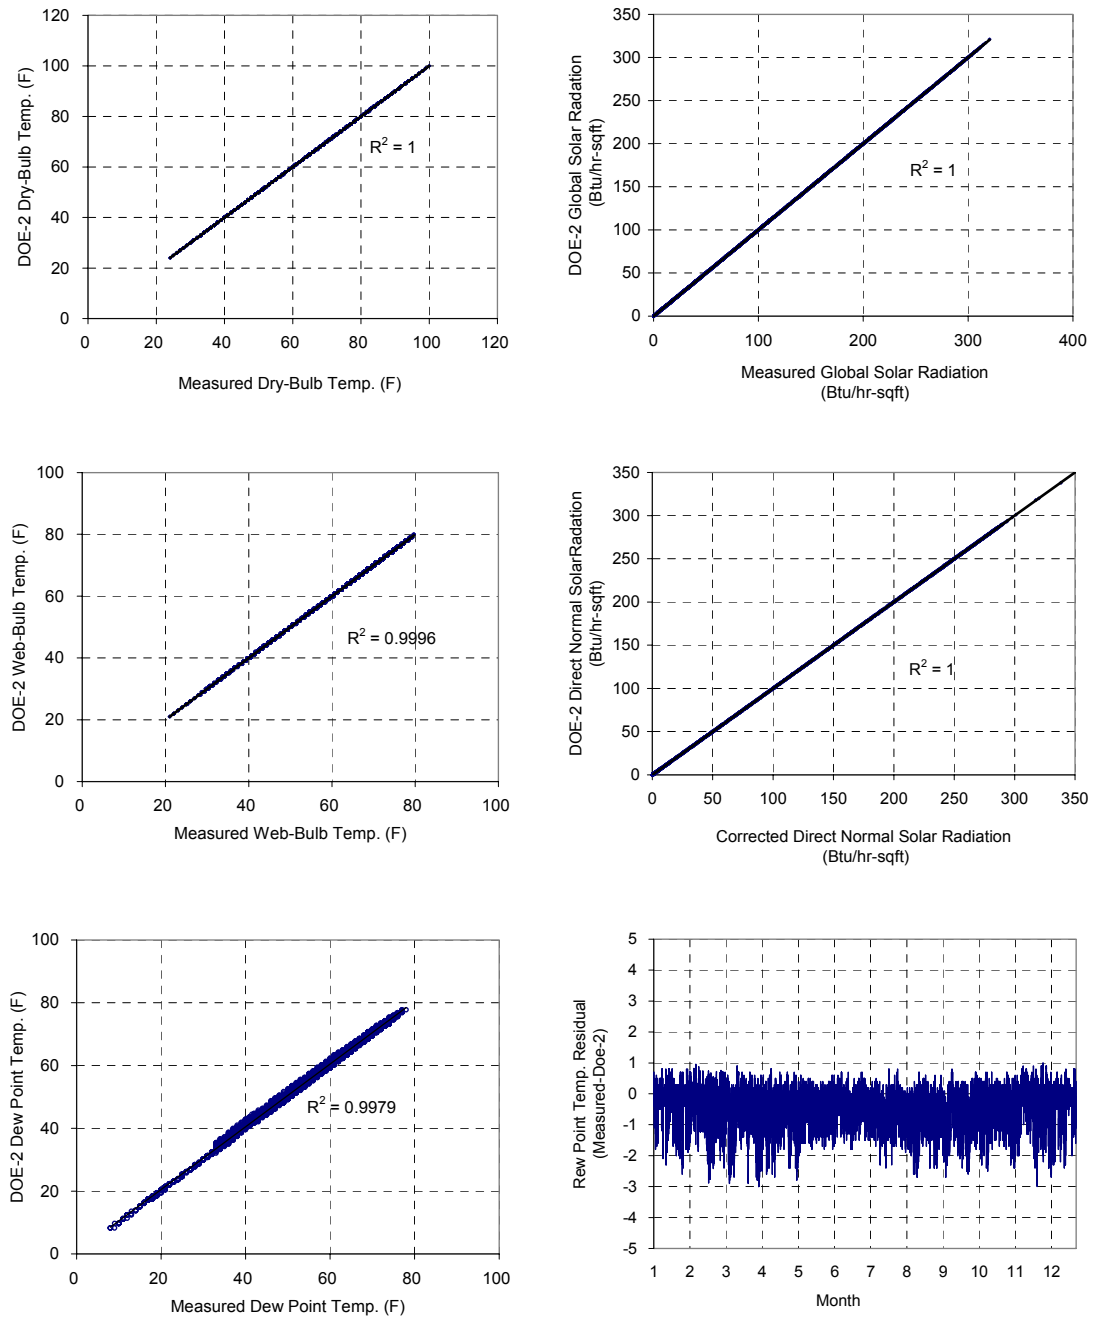 DOE-2 Dry-Bulb Temp. (F)
120
100
80
60
40
20
0
R² = 1
0 20 40 60 80 100 120
Measured Dry-Bulb Temp. (F)
DOE-2 Global Solar Radation
(Btu/hr-sqft)
350
300
250
200
150
100
50
0
R² = 1
0 100 200 300 400
Measured Global Solar Radiation
(Btu/hr-sqft)
DOE-2 Web-Bulb Temp. (F)
100
80
60
40
20
0
R² = 0.9996
0 20 40 60 80 100
Measured Web-Bulb Temp. (F)
DOE-2 Direct Normal SolarRadation
(Btu/hr-sqft)
350
300
250
200
150
100
50
0
R² = 1
0 50 100 150 200 250 300 350
Corrected Direct Normal Solar Radiation
(Btu/hr-sqft)
DOE-2 Dew Point Temp. (F)
100
80
60
40
20
0
R² = 0.9979
0 20 40 60 80 100
Measured Dew Point Temp. (F)
Rew Point Temp. Residual
(Measured-Doe-2)
5
4
3
2
1
0
-1
-2
-3
-4
-5
1 2 3 4 5 6 7 8 9 10 11 12
Month